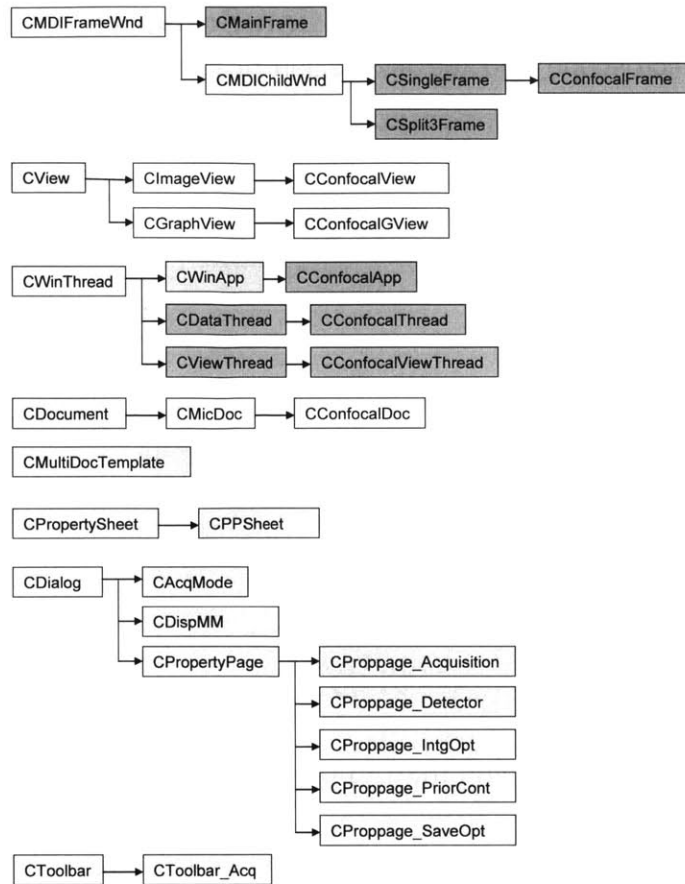 CMDIFrameWnd
CMainFrame
CMDIChildWnd
CSingleFrame
CConfocalFrame
CSplit3Frame
CView
CImageView
CConfocalView
CGraphView
CConfocalGView
CWinThread
CWinApp
CConfocalApp
CDataThread
CConfocalThread
CViewThread
CConfocalViewThread
CDocument
CMicDoc
CConfocalDoc
CMultiDocTemplate
CPropertySheet
CPPSheet
CDialog
CAcqMode
CDispMM
CPropertyPage
CProppage_Acquisition
CProppage_Detector
CProppage_IntgOpt
CProppage_PriorCont
CProppage_SaveOpt
CToolbar
CToolbar_Acq